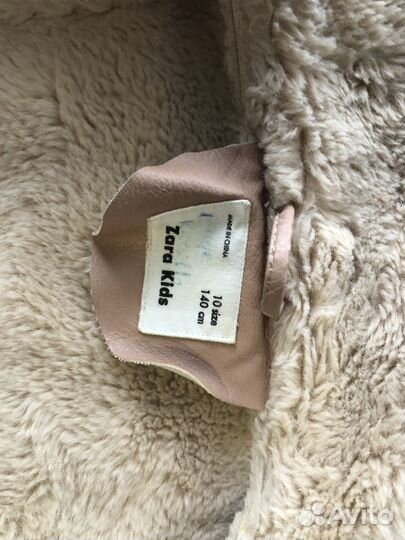 Zara Kids
10 size
140 cm
MADE IN CHINA
Avito